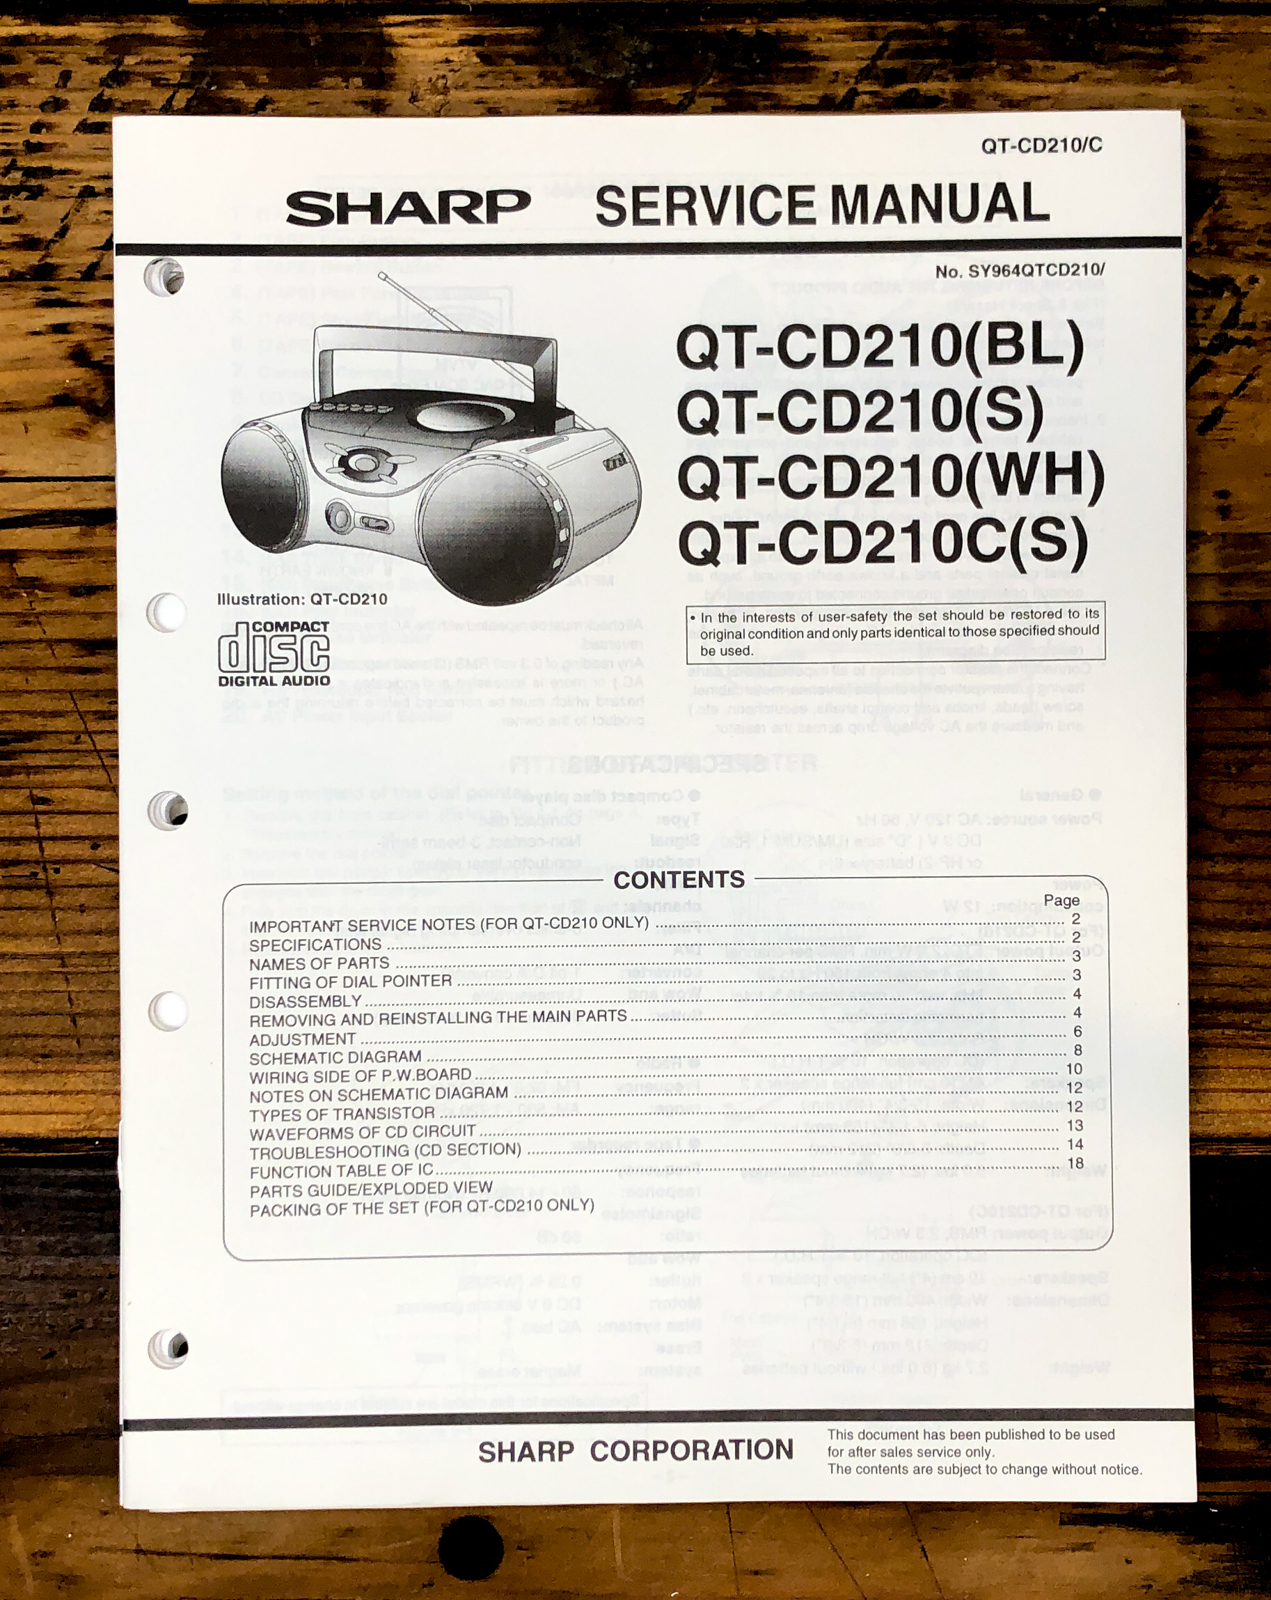 QT-CD210/C
SHARP SERVICE MANUAL
No. SY964QTCD210/
QT-CD210(BL)
QT-CD210(S)
QT-CD210(WH)
QT-CD210C(S)
Illustration: QT-CD210
COMPACT
disc
DIGITAL AUDIO
• In the interests of user-safety the set should be restored to its
original condition and only parts identical to those specified should
be used.
CONTENTS
Page
IMPORTANT SERVICE NOTES (FOR QT-CD210 ONLY) ........ 2
SPECIFICATIONS ........ 2
NAMES OF PARTS ........ 3
FITTING OF DIAL POINTER ........ 3
DISASSEMBLY ........ 4
REMOVING AND REINSTALLING THE MAIN PARTS ........ 4
ADJUSTMENT ........ 6
SCHEMATIC DIAGRAM ........ 8
WIRING SIDE OF P.W.BOARD ........ 10
NOTES ON SCHEMATIC DIAGRAM ........ 12
TYPES OF TRANSISTOR ........ 12
WAVEFORMS OF CD CIRCUIT ........ 13
TROUBLESHOOTING (CD SECTION) ........ 14
FUNCTION TABLE OF IC ........ 18
PARTS GUIDE/EXPLODED VIEW
PACKING OF THE SET (FOR QT-CD210 ONLY)
SHARP CORPORATION
This document has been published to be used
for after sales service only.
The contents are subject to change without notice.